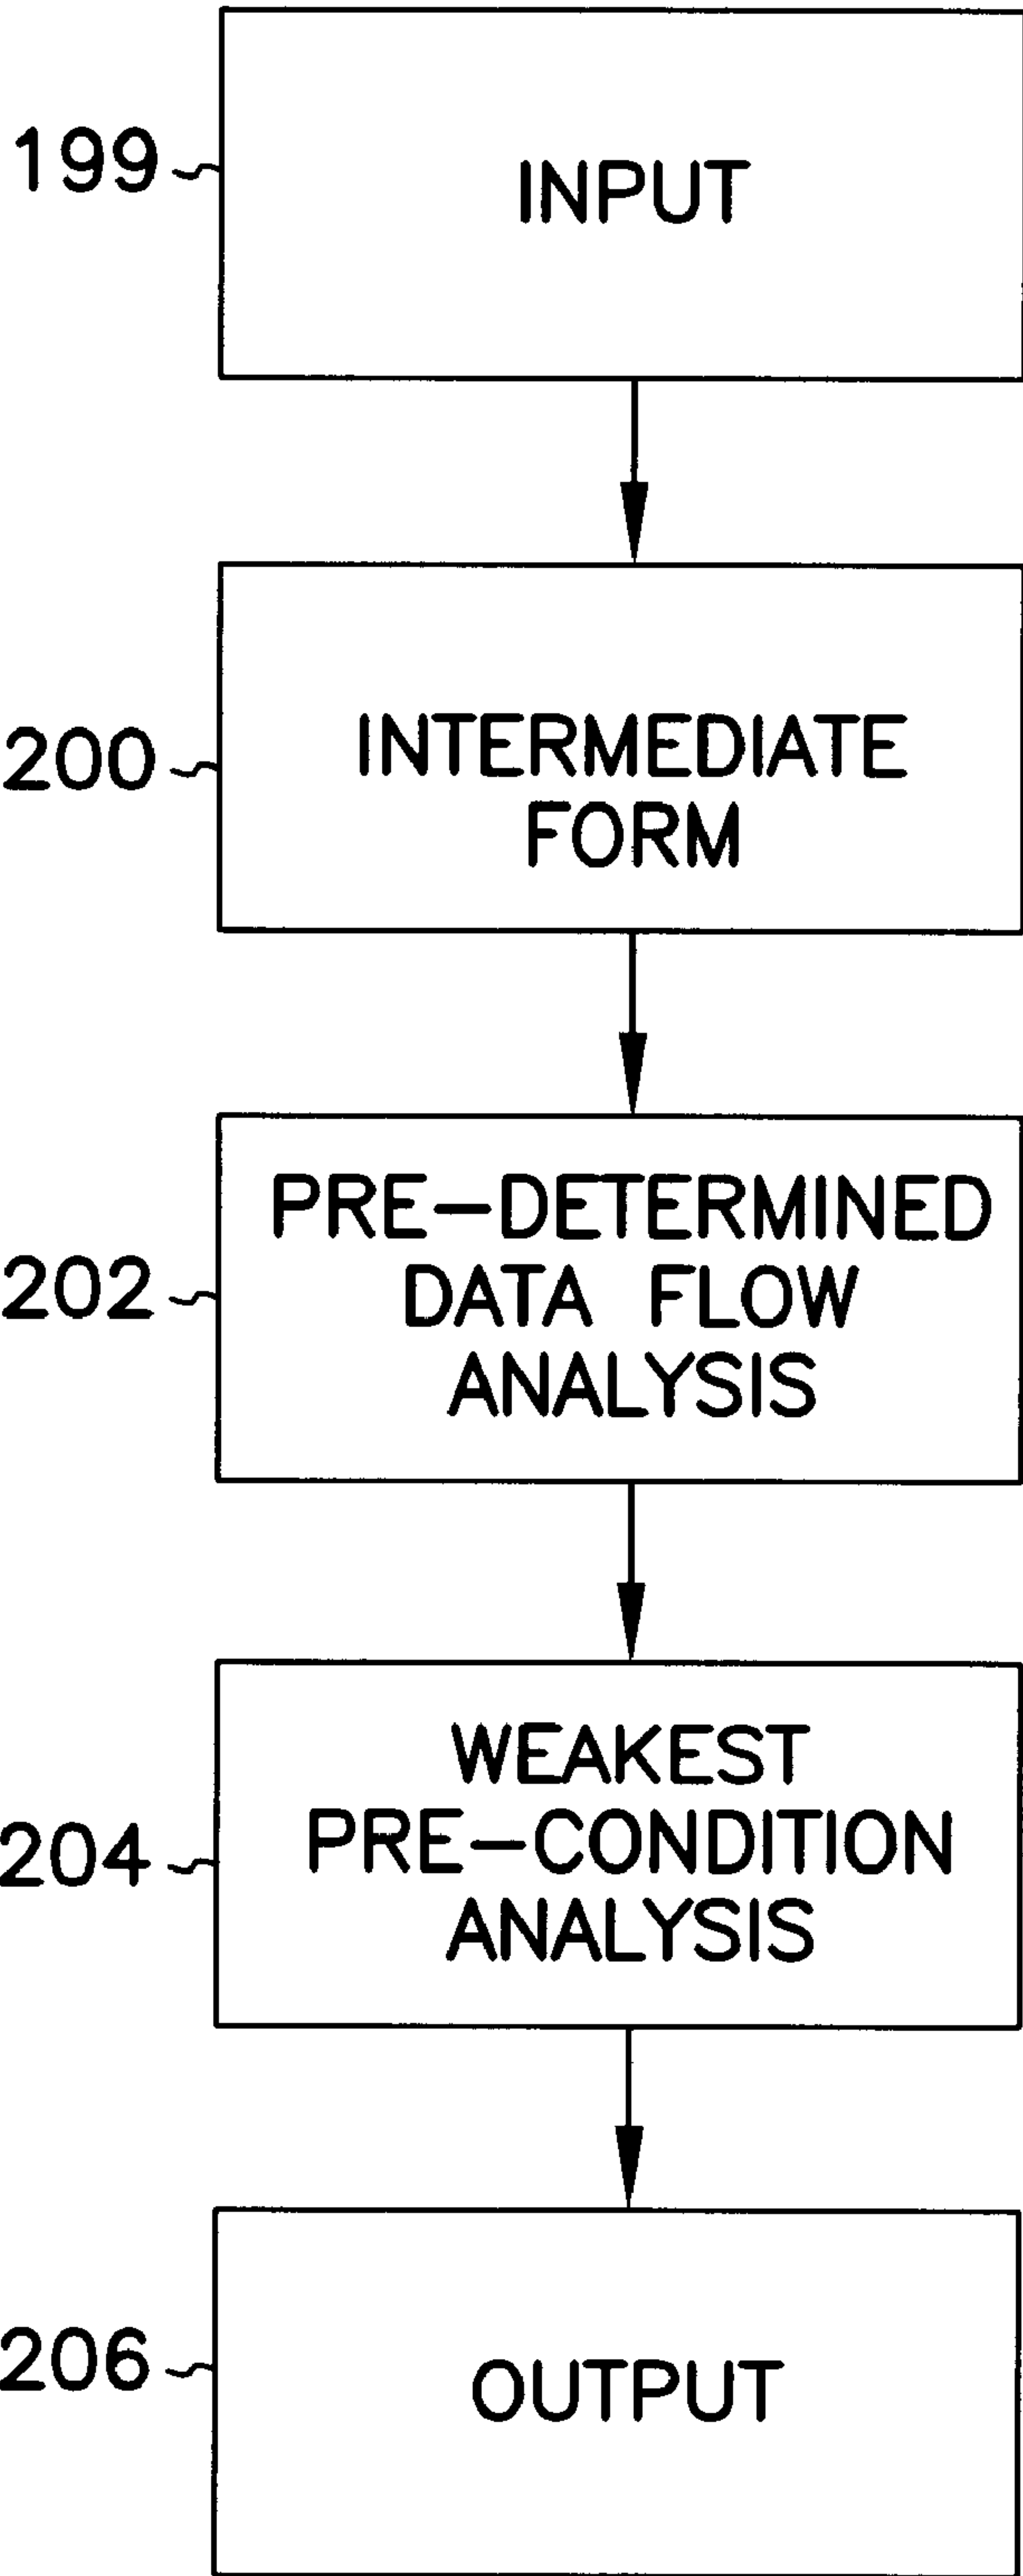 199
INPUT
200
INTERMEDIATE
FORM
202
PRE-DETERMINED
DATA FLOW
ANALYSIS
204
WEAKEST
PRE-CONDITION
ANALYSIS
206
OUTPUT